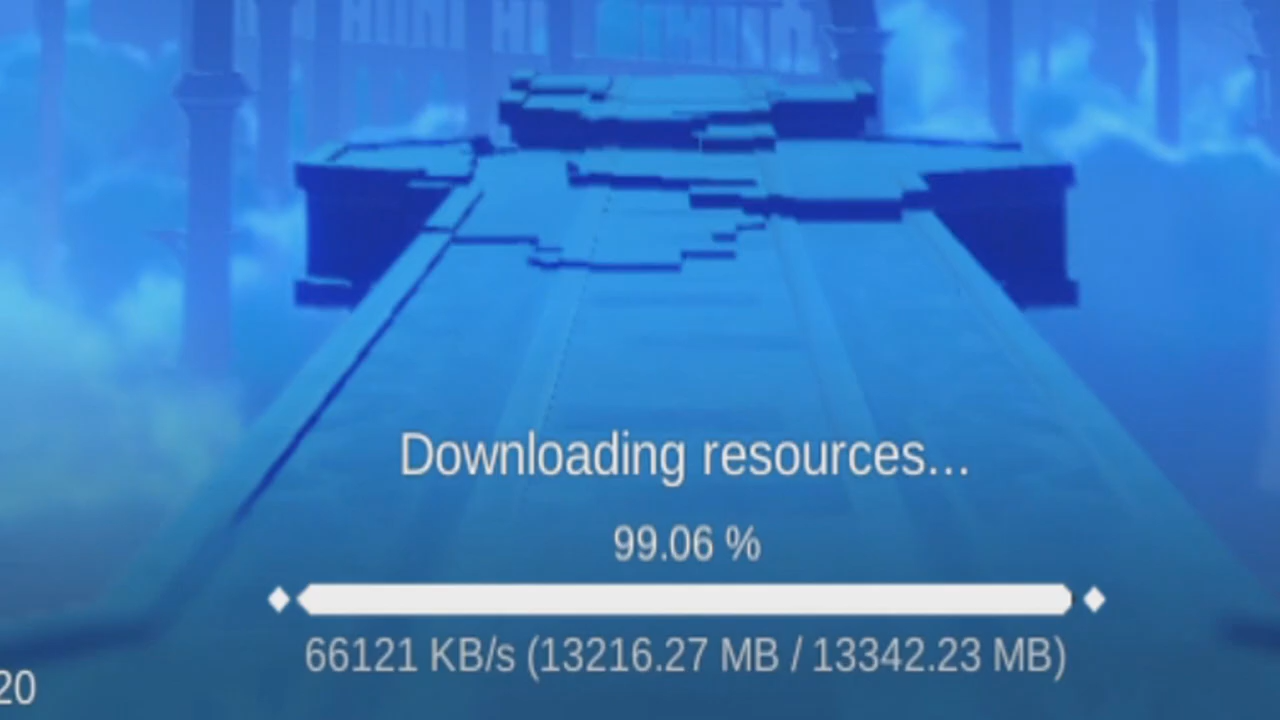 Downloading resources...
99.06 %
66121 KB/s (13216.27 MB / 13342.23 MB)
20